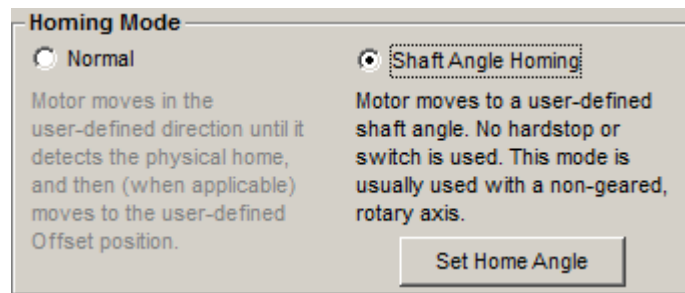 Homing Mode
Normal
Motor moves in the
user-defined direction until it
detects the physical home,
and then (when applicable)
moves to the user-defined
Offset position.
Shaft Angle Homing
Motor moves to a user-defined
shaft angle. No hardstop or
switch is used. This mode is
usually used with a non-geared,
rotary axis.
Set Home Angle